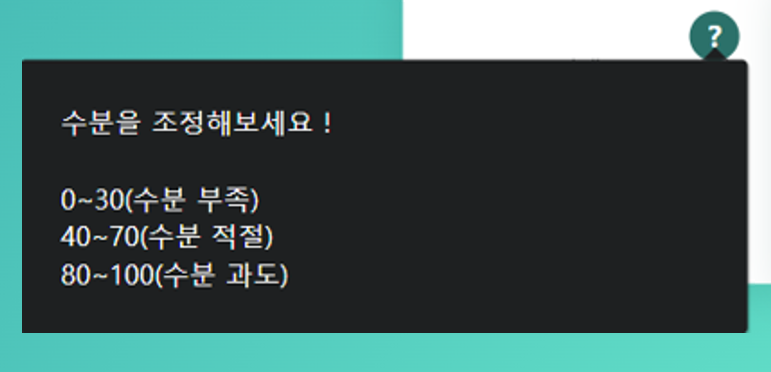 ?
수분을 조정해보세요 !
0~30(수분 부족)
40~70(수분 적절)
80~100(수분 과도)